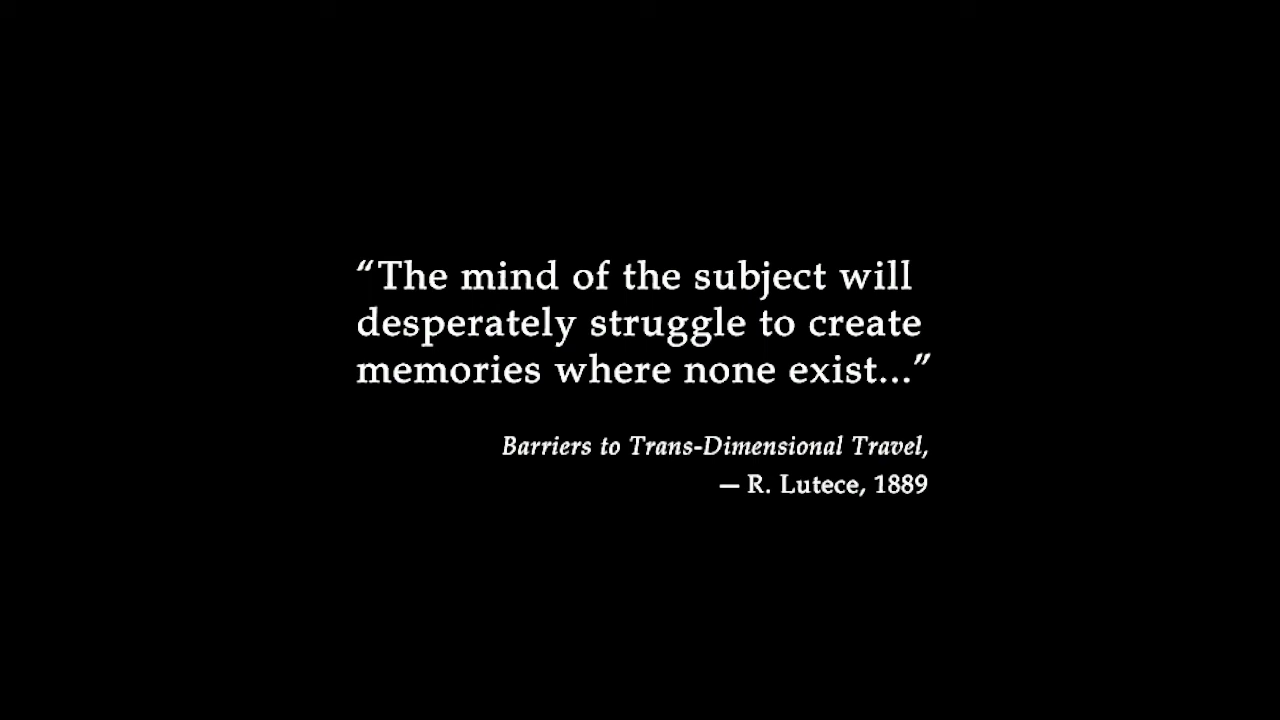 “The mind of the subject will
desperately struggle to create
memories where none exist...”
Barriers to Trans-Dimensional Travel,
— R. Lutece, 1889